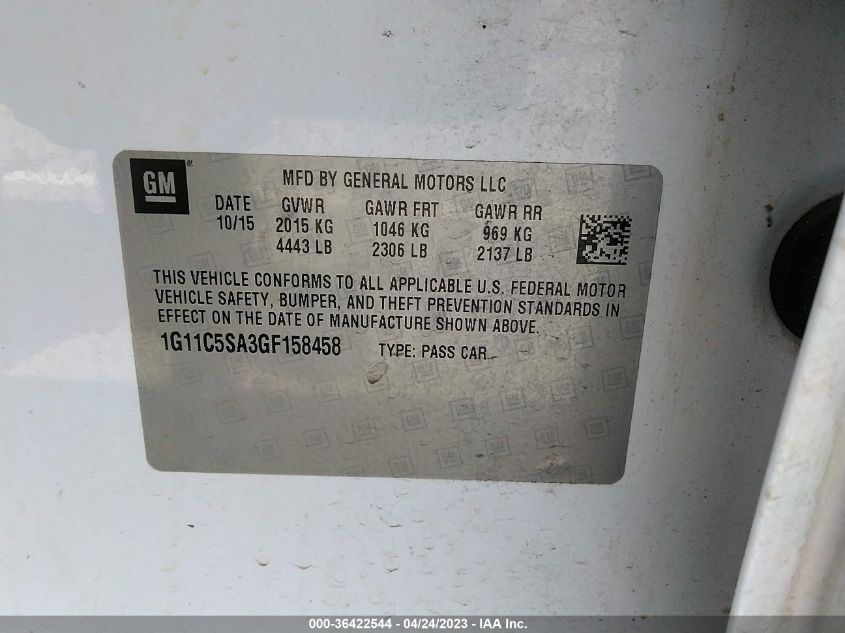 GM
MFD BY GENERAL MOTORS LLC
DATE GVWR GAWR FRT GAWR RR
10/15 2015 KG 1046 KG 969 KG
4443 LB 2306 LB 2137 LB
THIS VEHICLE CONFORMS TO ALL APPLICABLE U.S. FEDERAL MOTOR
VEHICLE SAFETY, BUMPER, AND THEFT PREVENTION STANDARDS IN
EFFECT ON THE DATE OF MANUFACTURE SHOWN ABOVE.
1G11C5SA3GF158458 TYPE: PASS CAR
000-36422544 - 04/24/2023 - IAA Inc.